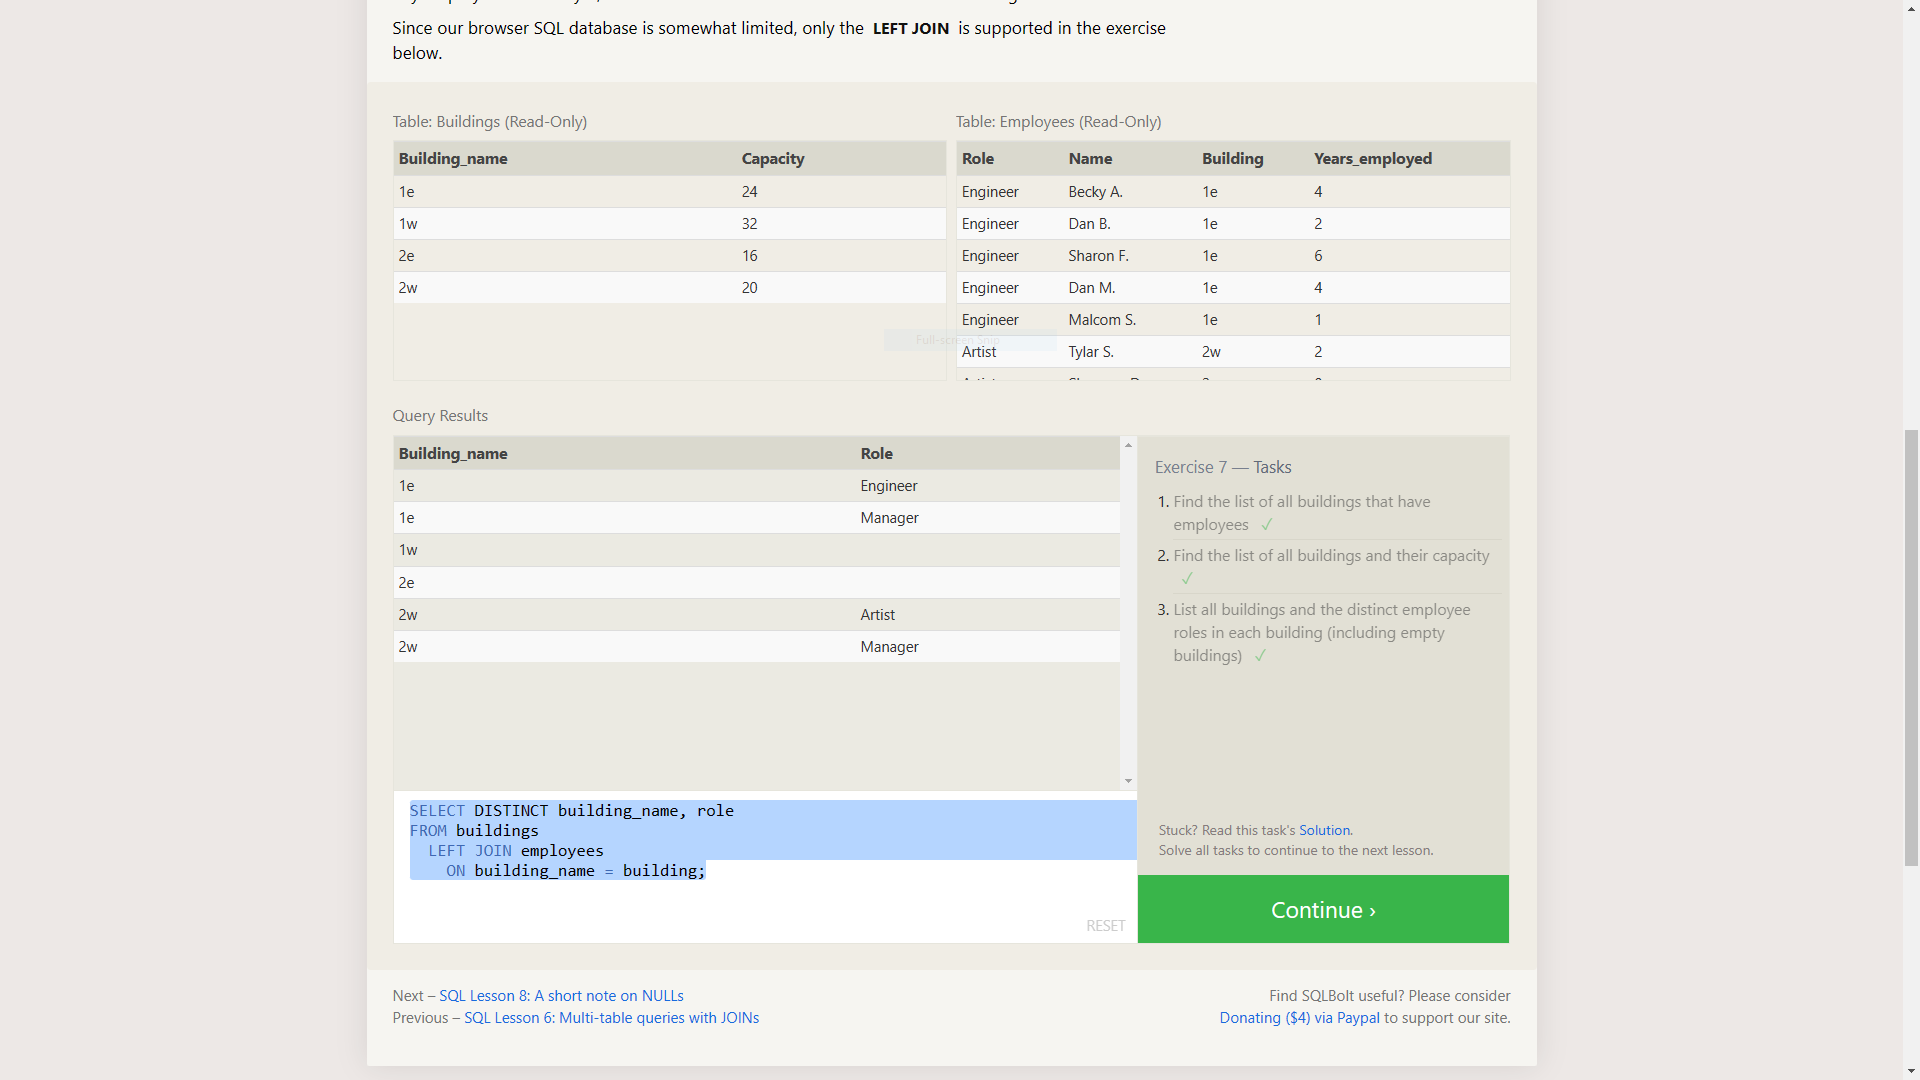 Since our browser SQL database is somewhat limited, only the LEFT JOIN is supported in the exercise
below.
Table: Buildings (Read-Only)
Building_name Capacity
1e 24
1w 32
2e 16
2w 20
Table: Employees (Read-Only)
Role Name Building Years_employed
Engineer Becky A. 1e 4
Engineer Dan B. 1e 2
Engineer Sharon F. 1e 6
Engineer Dan M. 1e 4
Engineer Malcom S. 1e 1
Full-screen Snip
Artist Tylar S. 2w 2
Query Results
Building_name Role
1e Engineer
1e Manager
1w
2e
2w Artist
2w Manager
Exercise 7 — Tasks
1. Find the list of all buildings that have
employees ✓
2. Find the list of all buildings and their capacity
✓
3. List all buildings and the distinct employee
roles in each building (including empty
buildings) ✓
SELECT DISTINCT building_name, role
FROM buildings
LEFT JOIN employees
ON building_name = building;
RESET
Stuck? Read this task's Solution.
Solve all tasks to continue to the next lesson.
Continue ›
Next – SQL Lesson 8: A short note on NULLs
Previous – SQL Lesson 6: Multi-table queries with JOINs
Find SQLBolt useful? Please consider
Donating ($4) via Paypal to support our site.